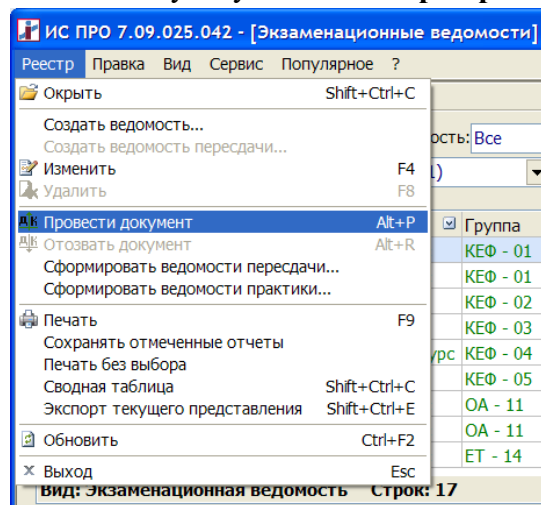 ИС ПРО 7.09.025.042 - [Экзаменационные ведомости]
Реестр Правка Вид Сервис Популярное ?
Окрыть Shift+Ctrl+C
Создать ведомость...
Создать ведомость пересдачи...
Изменить F4
Удалить F8
Провести документ Alt+P
Отозвать документ Alt+R
Сформировать ведомости пересдачи...
Сформировать ведомости практики...
Печать F9
Сохранять отмеченные отчеты
Печать без выбора
Сводная таблица Shift+Ctrl+C
Экспорт текущего представления Shift+Ctrl+E
Обновить Ctrl+F2
Выход Esc
ость: Все
1)
Группа
КЕФ - 01
КЕФ - 01
КЕФ - 02
КЕФ - 03
урс КЕФ - 04
КЕФ - 05
ОА - 11
ОА - 11
ЕТ - 14
Вид: Экзаменационная ведомость Строк: 17